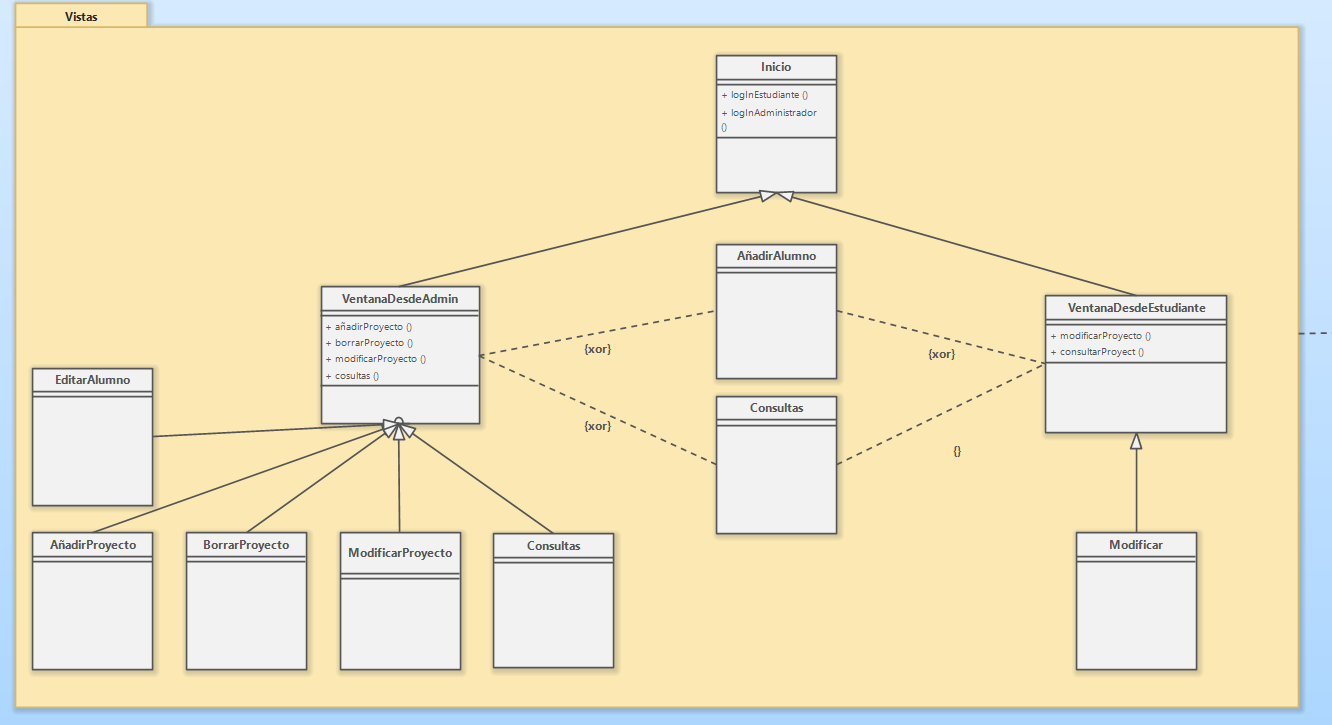 Vistas
Inicio
+ logInEstudiante ()
+ logInAdministrador
()
AñadirAlumno
VentanaDesdeAdmin
+ añadirProyecto ()
+ borrarProyecto ()
+ modificarProyecto ()
+ cosultas ()
VentanaDesdeEstudiante
+ modificarProyecto ()
+ consultarProyect ()
{xor}
{xor}
EditarAlumno
Consultas
{xor}
{}
AñadirProyecto
BorrarProyecto
ModificarProyecto
Consultas
Modificar